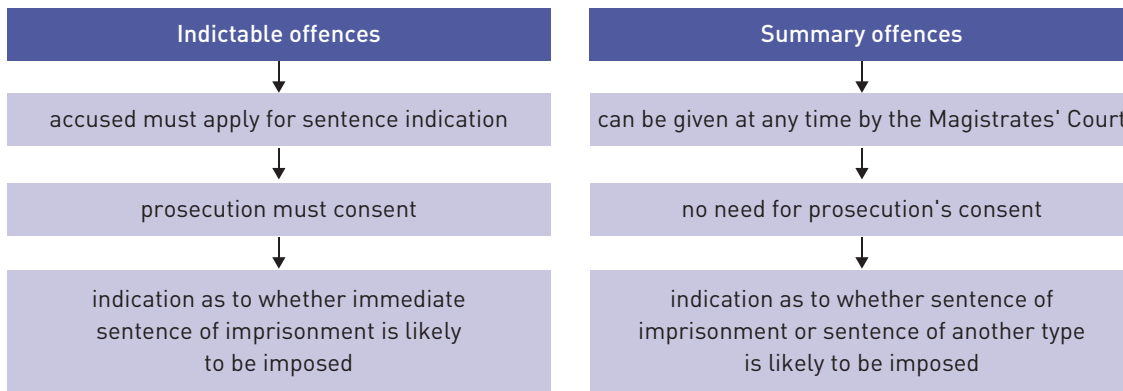 Indictable offences
accused must apply for sentence indication
prosecution must consent
indication as to whether immediate
sentence of imprisonment is likely
to be imposed
Summary offences
can be given at any time by the Magistrates' Court
no need for prosecution's consent
indication as to whether sentence of
imprisonment or sentence of another type
is likely to be imposed